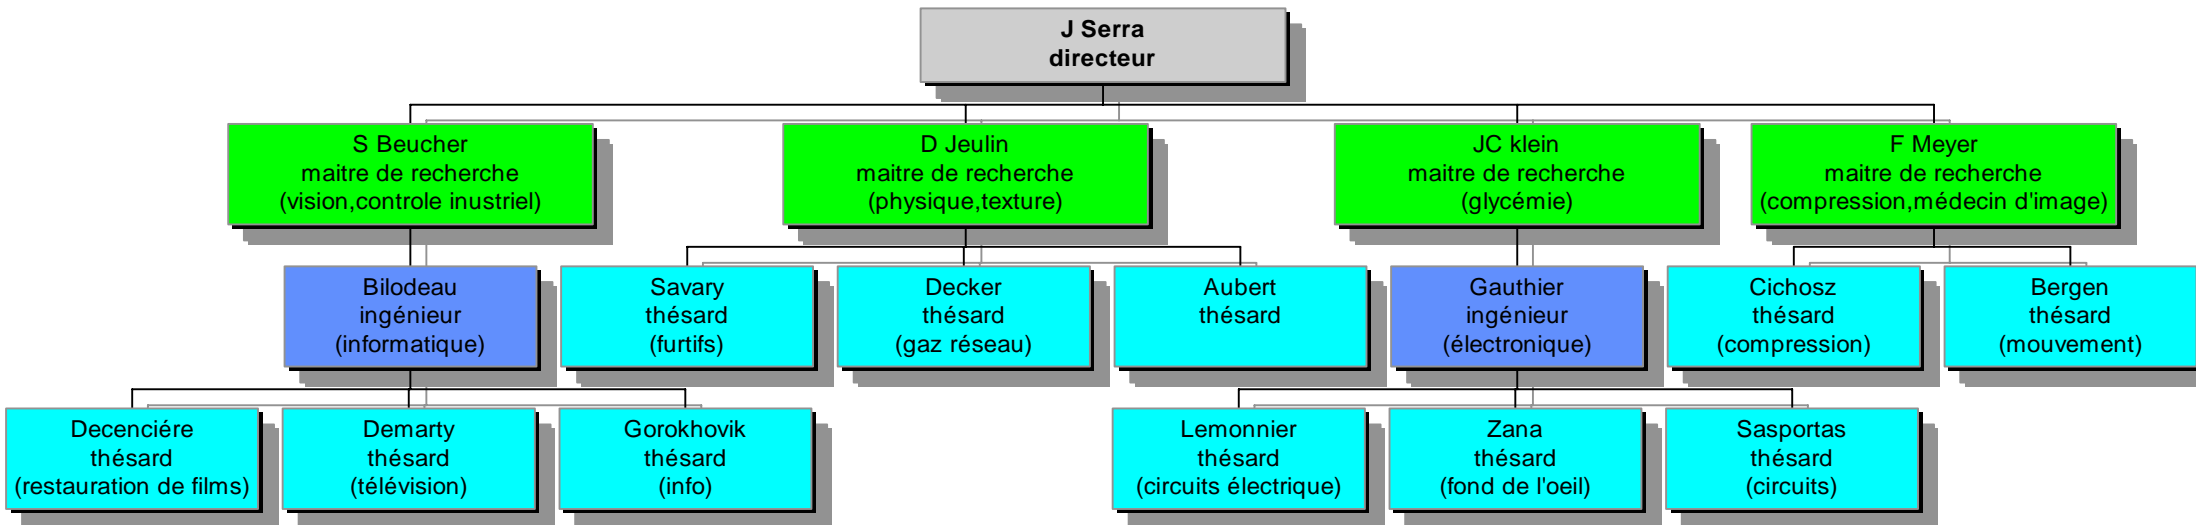 J Serra
directeur
S Beucher
maitre de recherche
(vision,controle inustriel)
D Jeulin
maitre de recherche
(physique,texture)
JC klein
maitre de recherche
(glycémie)
F Meyer
maitre de recherche
(compression,médecin d'image)
Bilodeau
ingénieur
(informatique)
Savary
thésard
(furtifs)
Decker
thésard
(gaz réseau)
Aubert
thésard
Gauthier
ingénieur
(électronique)
Cichosz
thésard
(compression)
Bergen
thésard
(mouvement)
Decenciére
thésard
(restauration de films)
Demarty
thésard
(télévision)
Gorokhovik
thésard
(info)
Lemonnier
thésard
(circuits électrique)
Zana
thésard
(fond de l'oeil)
Sasportas
thésard
(circuits)